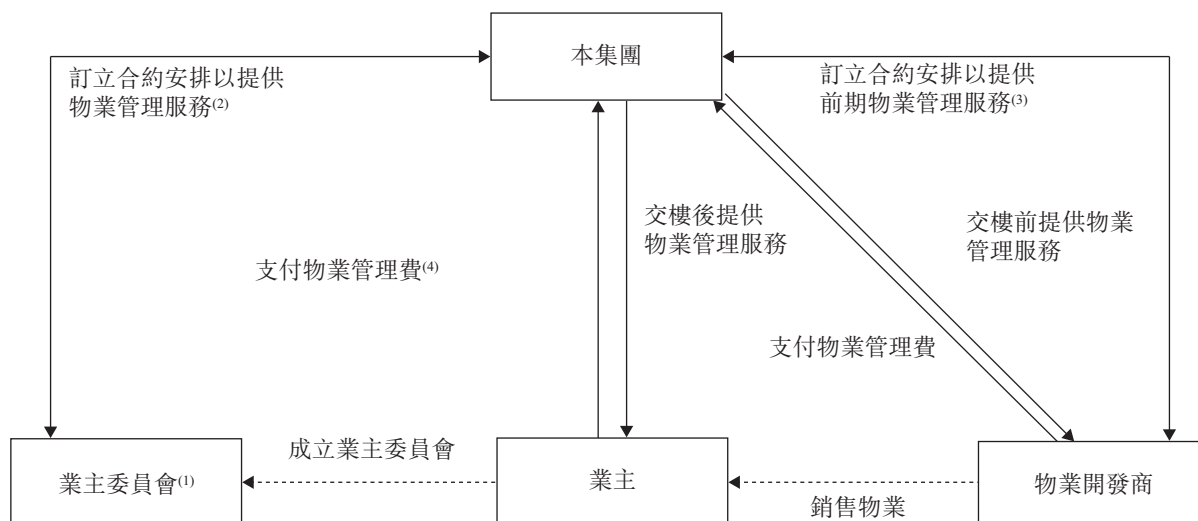 本集團
訂立合約安排以提供
物業管理服務(2)
訂立合約安排以提供
前期物業管理服務(3)
交樓後提供
物業管理服務
交樓前提供物業
管理服務
支付物業管理費(4)
支付物業管理費
成立業主委員會
業主委員會(1)
業主
物業開發商
銷售物業